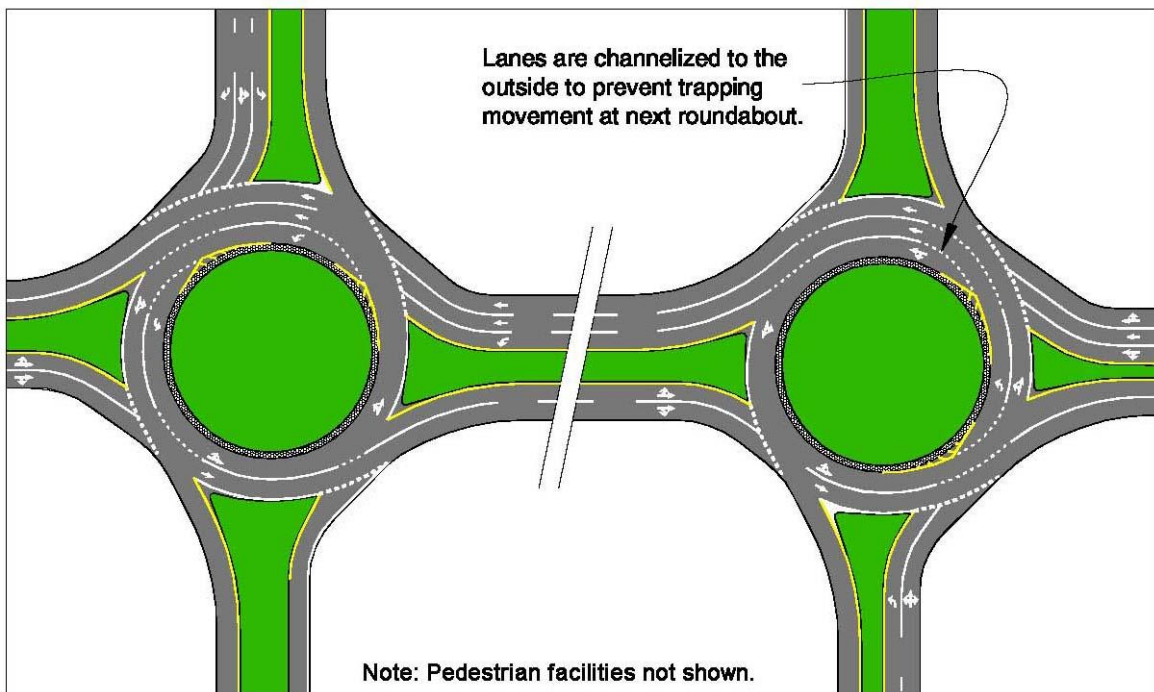 Lanes are channelized to the
outside to prevent trapping
movement at next roundabout.
Note: Pedestrian facilities not shown.